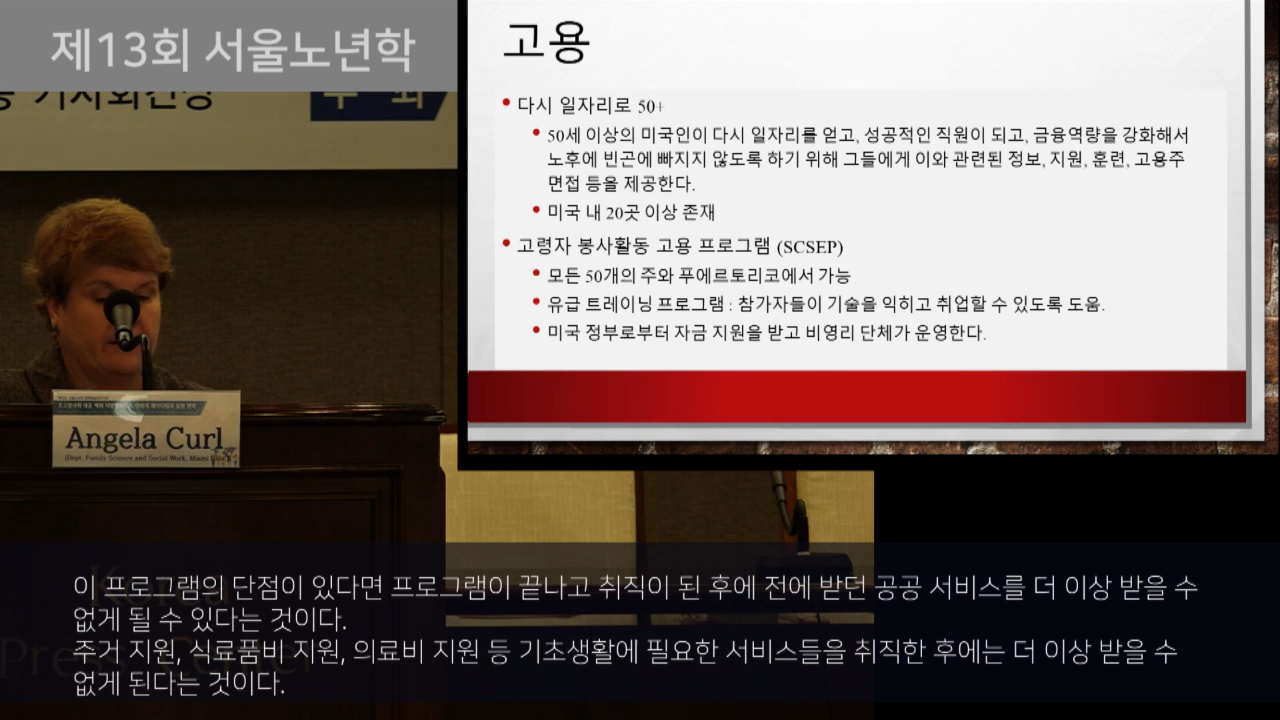 제13회 서울노년학
고용
• 다시 일자리로 50+
• 50세 이상의 미국인이 다시 일자리를 얻고, 성공적인 직원이 되고, 금융역량을 강화해서
노후에 빈곤에 빠지지 않도록 하기 위해 그들에게 이와 관련된 정보, 지원, 훈련, 고용주
면접 등을 제공한다.
• 미국 내 20곳 이상 존재
• 고령자 봉사활동 고용 프로그램 (SCSEP)
• 모든 50개의 주와 푸에르토리코에서 가능
• 유급 트레이닝 프로그램 : 참가자들이 기술을 익히고 취업할 수 있도록 도움.
• 미국 정부로부터 자금 지원을 받고 비영리 단체가 운영한다.
Angela Curl
(Dept. Family Science and Social Work, Miami
이 프로그램의 단점이 있다면 프로그램이 끝나고 취직이 된 후에 전에 받던 공공 서비스를 더 이상 받을 수
없게 될 수 있다는 것이다.
주거 지원, 식료품비 지원, 의료비 지원 등 기초생활에 필요한 서비스들을 취직한 후에는 더 이상 받을 수
없게 된다는 것이다.